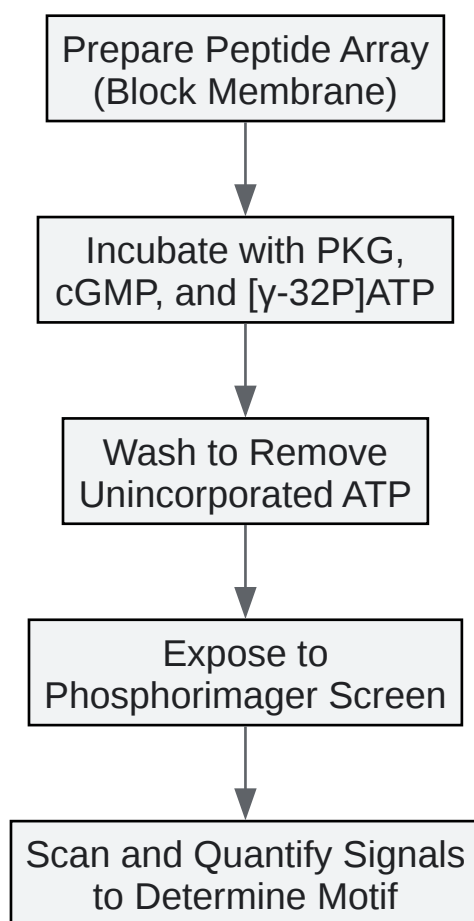 Prepare Peptide Array
(Block Membrane)
Incubate with PKG,
cGMP, and [γ-32P]ATP
Wash to Remove
Unincorporated ATP
Expose to
Phosphorimager Screen
Scan and Quantify Signals
to Determine Motif